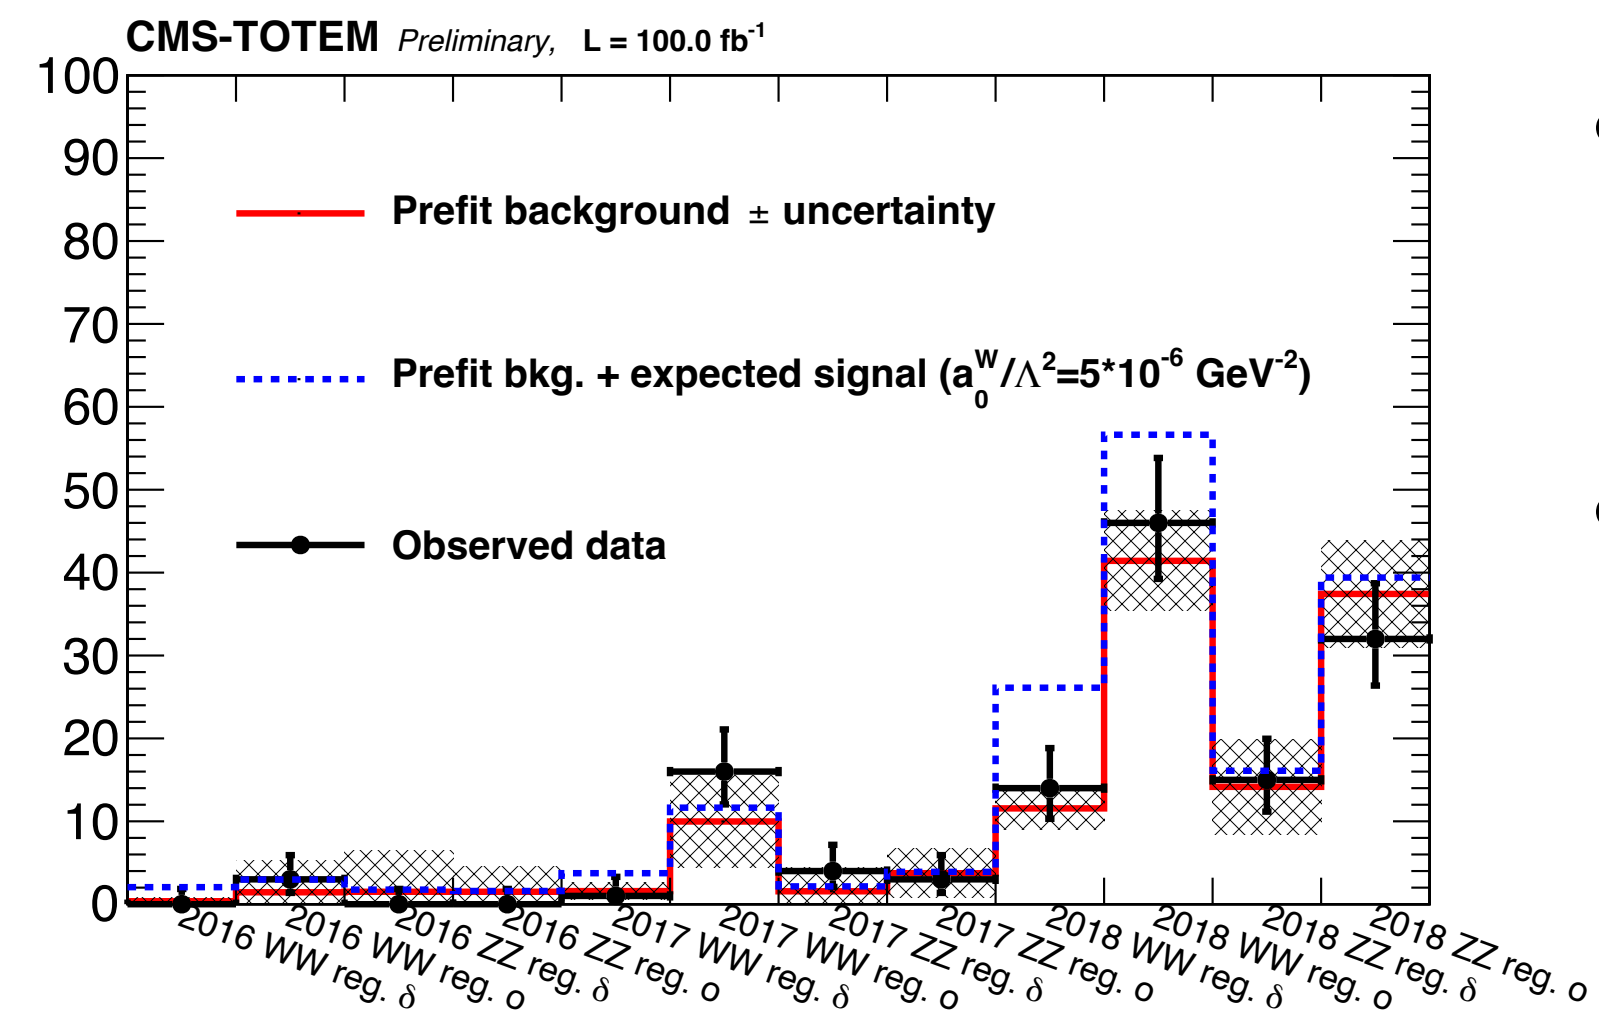 CMS-TOTEM Preliminary, L = 100.0 fb⁻¹
100
90
80
70
60
50
40
30
20
10
0
Prefit background ± uncertainty
Prefit bkg. + expected signal (a₀ᵂ/Λ²=5*10⁻⁶ GeV⁻²)
Observed data
2016 WW reg. δ
2016 WW reg. o
2016 ZZ reg. δ
2016 ZZ reg. o
2017 WW reg. δ
2017 WW reg. o
2017 ZZ reg. δ
2017 ZZ reg. o
2018 WW reg. δ
2018 WW reg. o
2018 ZZ reg. δ
2018 ZZ reg. o